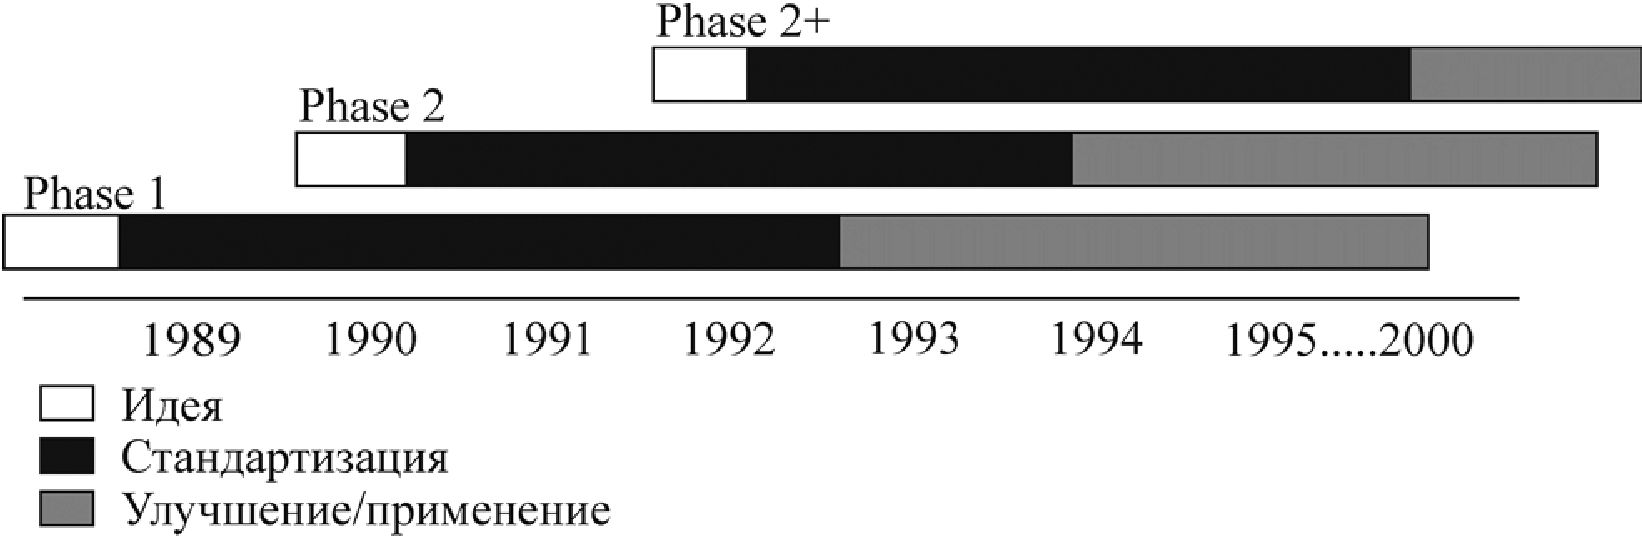 Phase 2+
Phase 2
Phase 1
1989 1990 1991 1992 1993 1994 1995.....2000
Идея
Стандартизация
Улучшение/применение